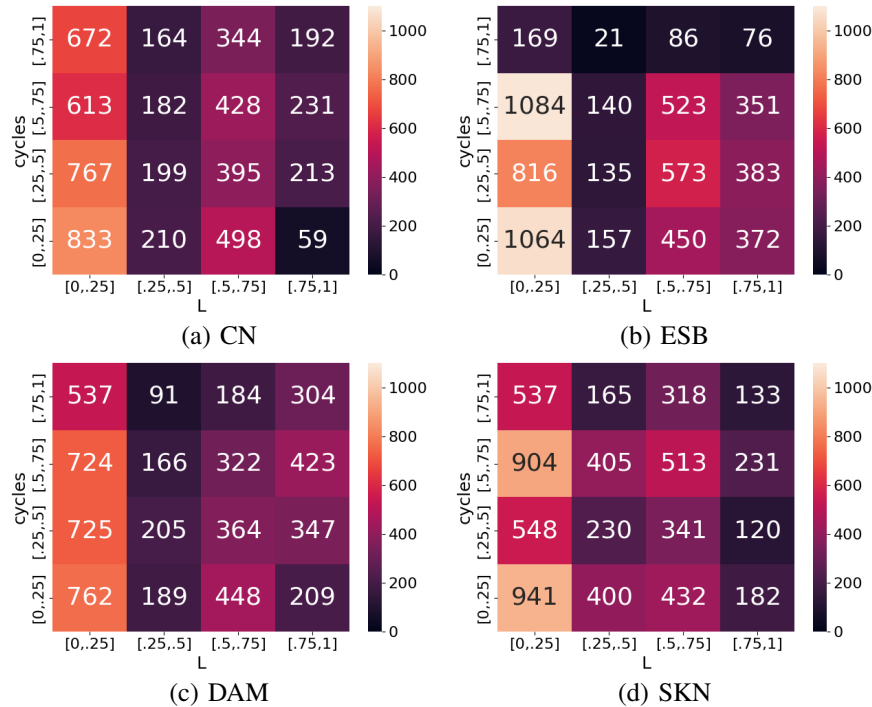 [.75,1] 672 164 344 192 1000
[.5,.75] 613 182 428 231 800
600
cycles
[.25,.5] 767 199 395 213 400
[0,.25] 833 210 498 59 200
0
[0,.25] [.25,.5] [.5,.75] [.75,1]
L
(a) CN
[.75,1] 169 21 86 76 1000
[.5,.75] 1084 140 523 351 800
600
cycles
[.25,.5] 816 135 573 383 400
[0,.25] 1064 157 450 372 200
0
[0,.25] [.25,.5] [.5,.75] [.75,1]
L
(b) ESB
[.75,1] 537 91 184 304 1000
[.5,.75] 724 166 322 423 800
600
cycles
[.25,.5] 725 205 364 347 400
[0,.25] 762 189 448 209 200
0
[0,.25] [.25,.5] [.5,.75] [.75,1]
L
(c) DAM
[.75,1] 537 165 318 133 1000
[.5,.75] 904 405 513 231 800
600
cycles
[.25,.5] 548 230 341 120 400
[0,.25] 941 400 432 182 200
0
[0,.25] [.25,.5] [.5,.75] [.75,1]
L
(d) SKN